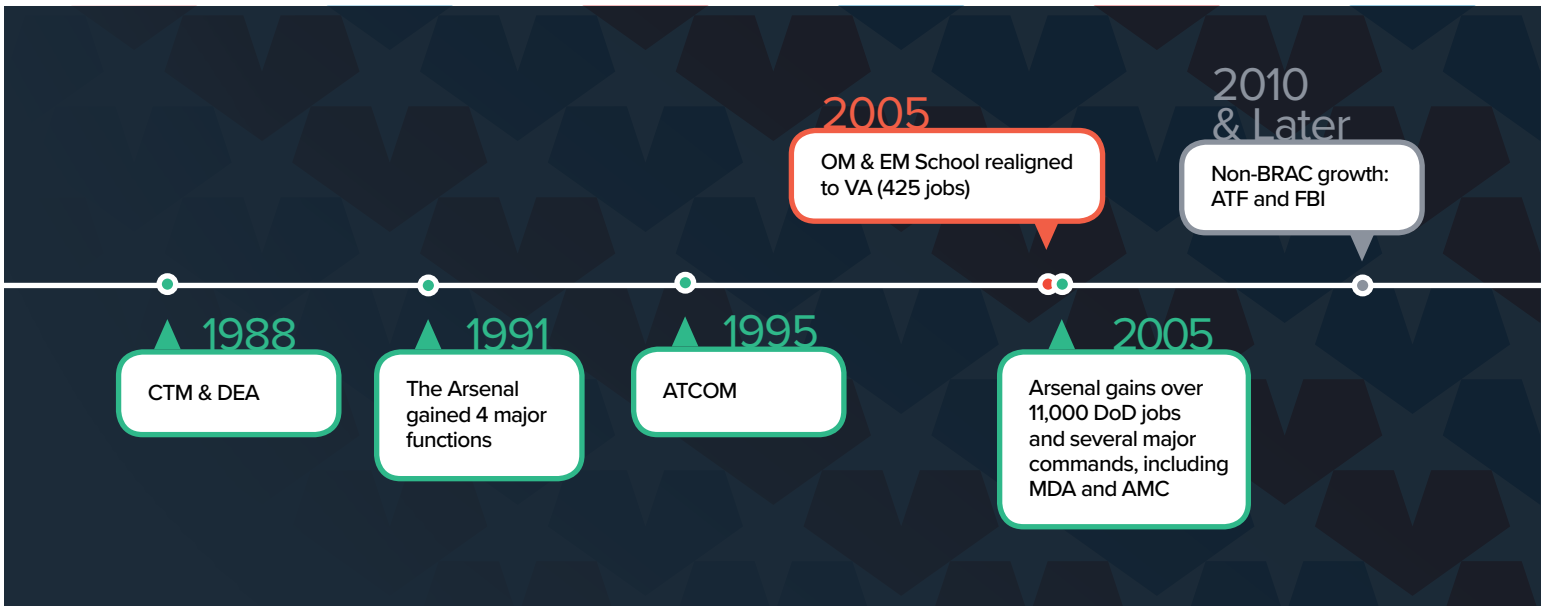 2005
OM & EM School realigned
to VA (425 jobs)
2010
& Later
Non-BRAC growth:
ATF and FBI
1988
CTM & DEA
1991
The Arsenal
gained 4 major
functions
1995
ATCOM
2005
Arsenal gains over
11,000 DoD jobs
and several major
commands, including
MDA and AMC